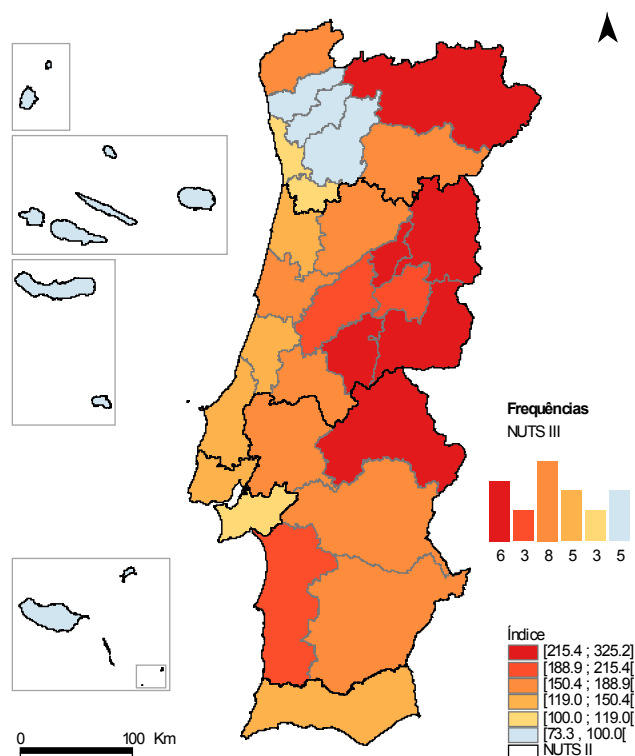 Frequências
NUTS III
6 3 8 5 3 5
Índice
[215.4 ; 325.2]
[188.9 ; 215.4[
[150.4 ; 188.9[
[119.0 ; 150.4[
[100.0 ; 119.0[
[73.3 , 100.0[
NUTS II
0 100 Km